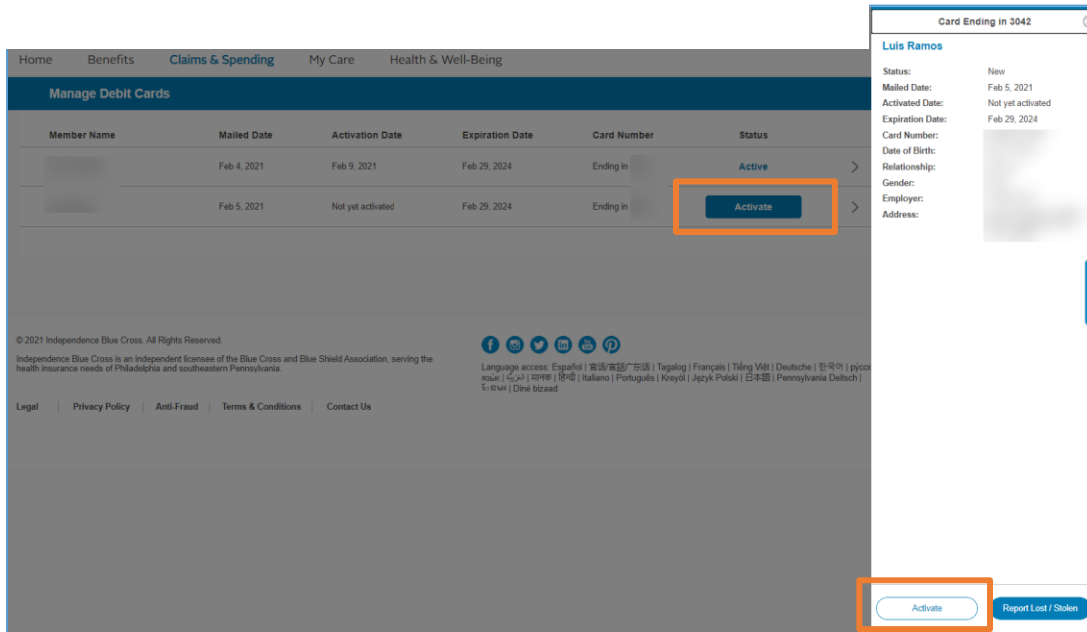 Home Benefits Claims & Spending My Care Health & Well-Being
Manage Debit Cards
Member Name Mailed Date Activation Date Expiration Date Card Number Status
Feb 4, 2021 Feb 9, 2021 Feb 29, 2024 Ending in Active
Feb 5, 2021 Not yet activated Feb 29, 2024 Ending in Activate
© 2021 Independence Blue Cross. All Rights Reserved.
Independence Blue Cross is an independent licensee of the Blue Cross and Blue Shield Association, serving the
health insurance needs of Philadelphia and southeastern Pennsylvania.
Legal | Privacy Policy | Anti-Fraud | Terms & Conditions | Contact Us
Language access: Español | | Tagalog | Français | Tiếng Việt | Deutsche | 한국어 |
हिन्दी | Italiano | Português | Kreyòl | Język Polski | 日本語 | Pennsylvania Deitsch |
Diné bizaad
Card Ending in 3042
Luis Ramos
Status: New
Mailed Date: Feb 5, 2021
Activated Date: Not yet activated
Expiration Date: Feb 29, 2024
Card Number:
Date of Birth:
Relationship:
Gender:
Employer:
Address:
Activate Report Lost / Stolen